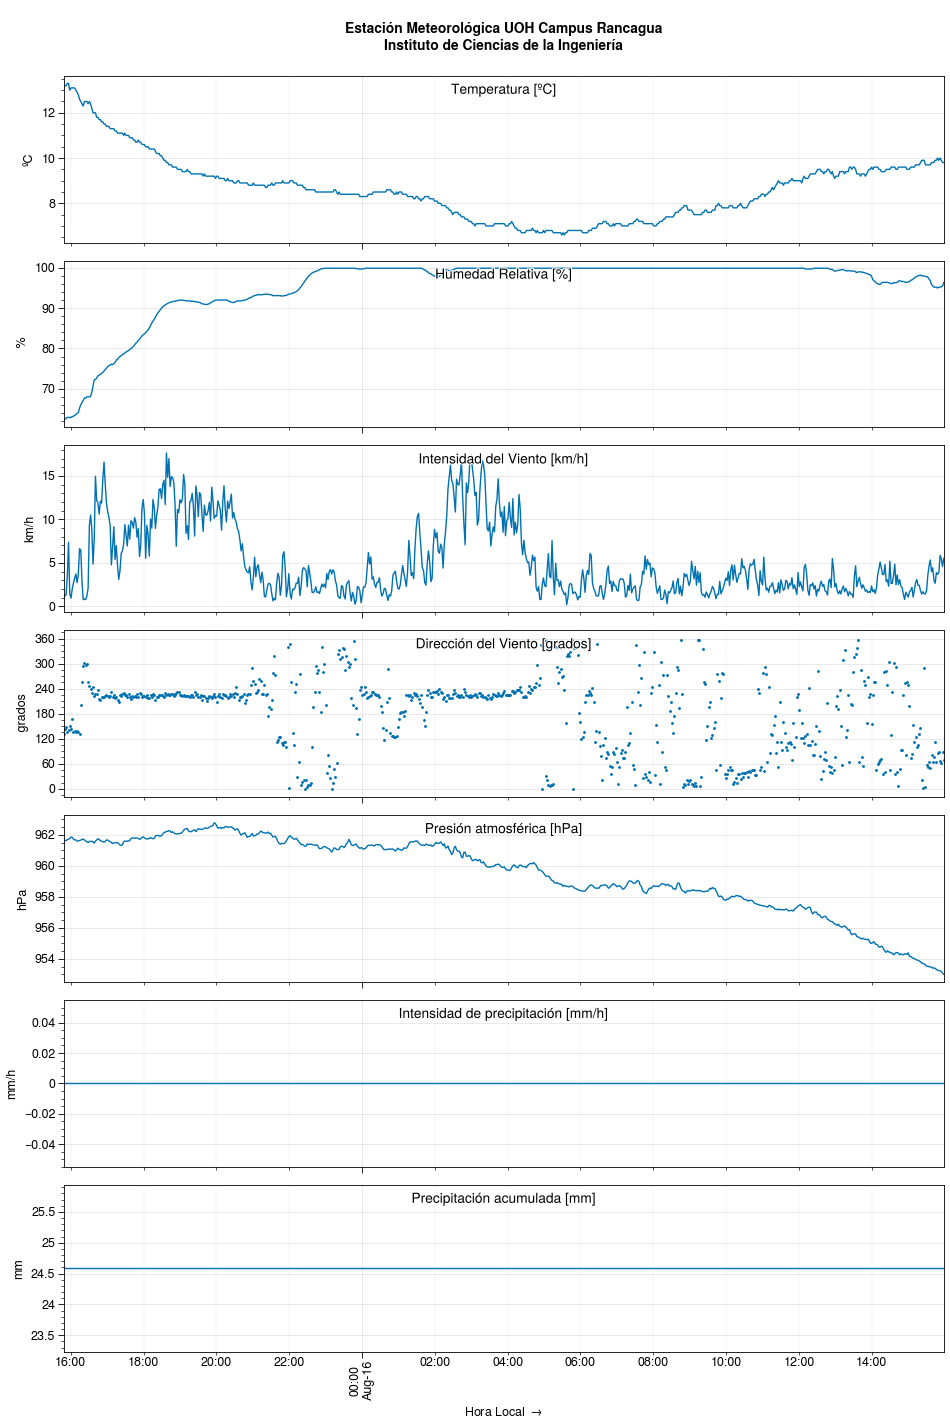 Estación Meteorológica UOH Campus Rancagua
Instituto de Ciencias de la Ingeniería
Temperatura [ºC]
ºC
12
10
8
Humedad Relativa [%]
%
100
90
80
70
Intensidad del Viento [km/h]
km/h
15
10
5
0
Dirección del Viento [grados]
grados
360
300
240
180
120
60
0
Presión atmosférica [hPa]
hPa
962
960
958
956
954
Intensidad de precipitación [mm/h]
mm/h
0.04
0.02
0
−0.02
−0.04
Precipitación acumulada [mm]
mm
25.5
25
24.5
24
23.5
16:00 18:00 20:00 22:00 00:00 02:00 04:00 06:00 08:00 10:00 12:00 14:00
Aug-16
Hora Local →